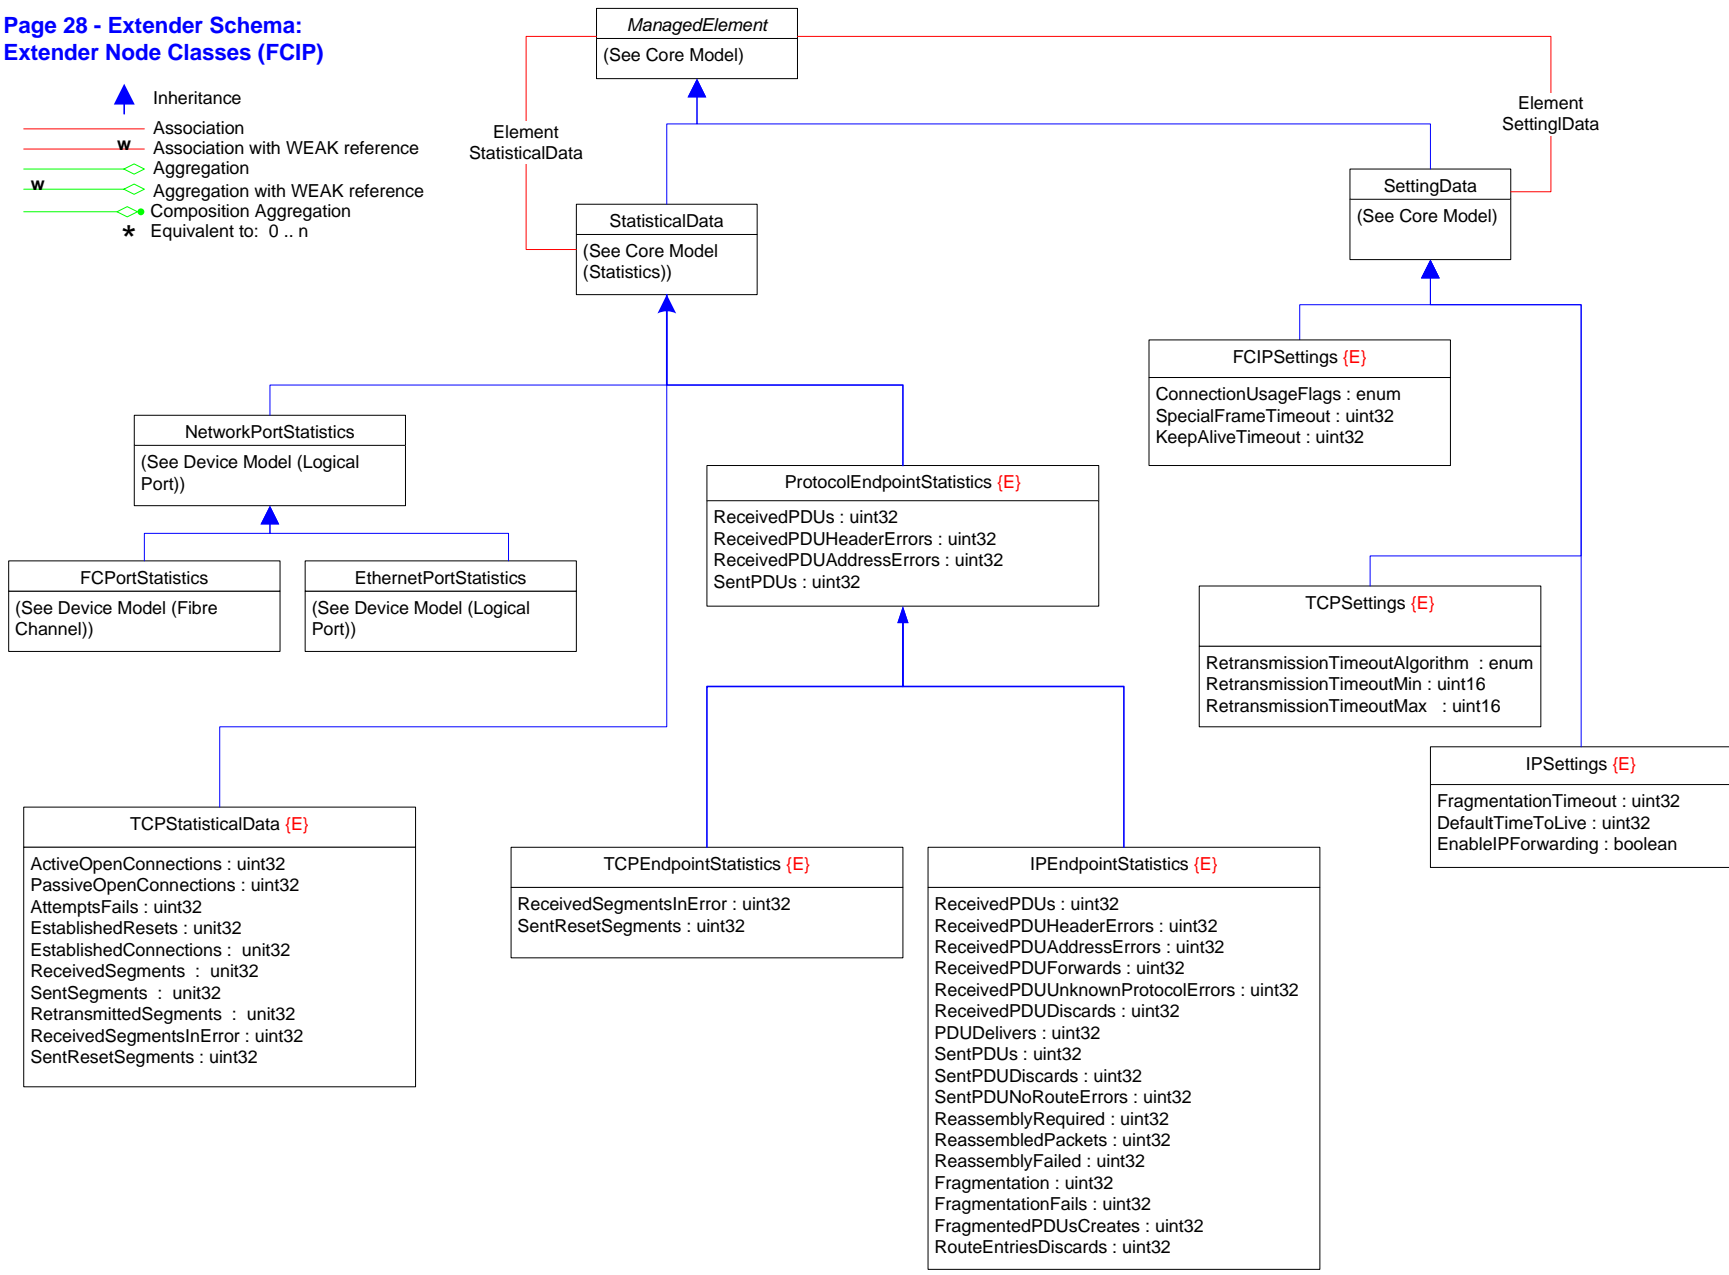 Page 28 - Extender Schema:
Extender Node Classes (FCIP)
Inheritance
Association
w
Association with WEAK reference
Aggregation
w
Aggregation with WEAK reference
Composition Aggregation
* Equivalent to: 0 .. n
ManagedElement
(See Core Model)
Element
StatisticalData
Element
SettinglData
StatisticalData
(See Core Model
(Statistics))
SettingData
(See Core Model)
FCIPSettings {E}
ConnectionUsageFlags : enum
SpecialFrameTimeout : uint32
KeepAliveTimeout : uint32
NetworkPortStatistics
(See Device Model (Logical
Port))
ProtocolEndpointStatistics {E}
ReceivedPDUs : uint32
ReceivedPDUHeaderErrors : uint32
ReceivedPDUAddressErrors : uint32
SentPDUs : uint32
FCPortStatistics
(See Device Model (Fibre
Channel))
EthernetPortStatistics
(See Device Model (Logical
Port))
TCPSettings {E}
RetransmissionTimeoutAlgorithm : enum
RetransmissionTimeoutMin : uint16
RetransmissionTimeoutMax : uint16
IPSettings {E}
FragmentationTimeout : uint32
DefaultTimeToLive : uint32
EnableIPForwarding : boolean
TCPStatisticalData {E}
ActiveOpenConnections : uint32
PassiveOpenConnections : uint32
AttemptsFails : uint32
EstablishedResets : unit32
EstablishedConnections : unit32
ReceivedSegments : unit32
SentSegments : unit32
RetransmittedSegments : unit32
ReceivedSegmentsInError : uint32
SentResetSegments : uint32
TCPEndpointStatistics {E}
ReceivedSegmentsInError : uint32
SentResetSegments : uint32
IPEndpointStatistics {E}
ReceivedPDUs : uint32
ReceivedPDUHeaderErrors : uint32
ReceivedPDUAddressErrors : uint32
ReceivedPDUForwards : uint32
ReceivedPDUUnknownProtocolErrors : uint32
ReceivedPDUDiscards : uint32
PDUDelivers : uint32
SentPDUs : uint32
SentPDUDiscards : uint32
SentPDUNoRouteErrors : uint32
ReassemblyRequired : uint32
ReassembledPackets : uint32
ReassemblyFailed : uint32
Fragmentation : uint32
FragmentationFails : uint32
FragmentedPDUsCreates : uint32
RouteEntriesDiscards : uint32